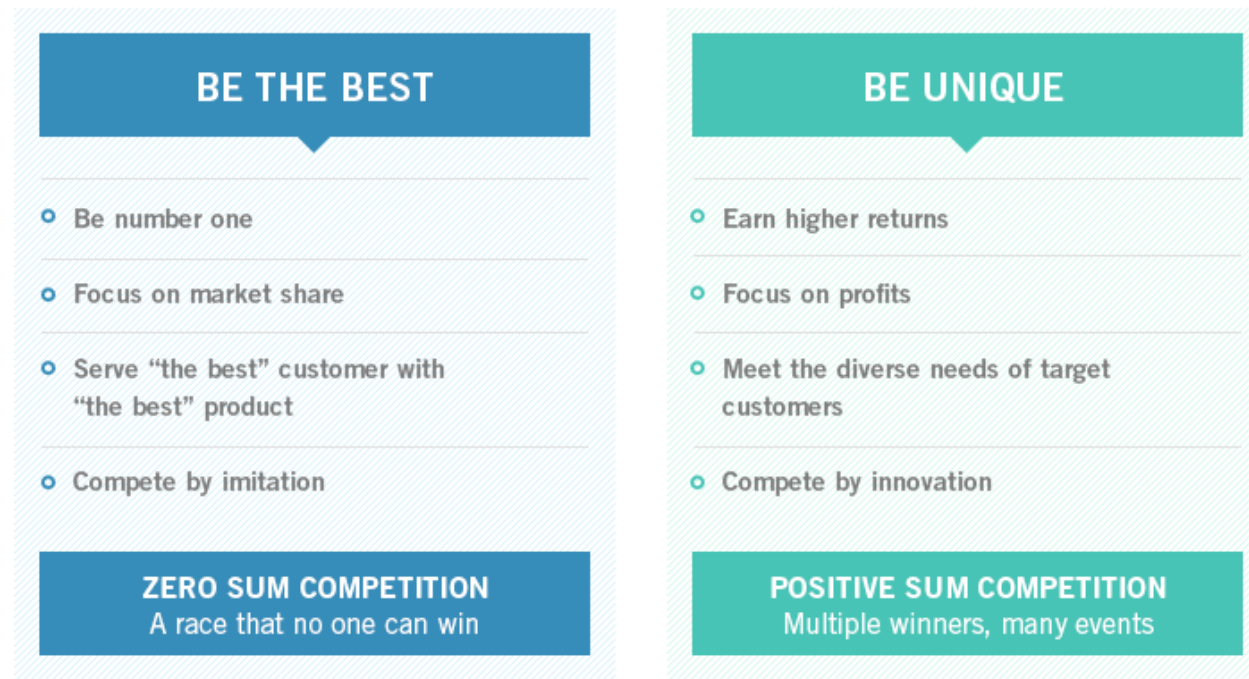 BE THE BEST
Be number one
Focus on market share
Serve “the best” customer with
“the best” product
Compete by imitation
ZERO SUM COMPETITION
A race that no one can win
BE UNIQUE
Earn higher returns
Focus on profits
Meet the diverse needs of target
customers
Compete by innovation
POSITIVE SUM COMPETITION
Multiple winners, many events